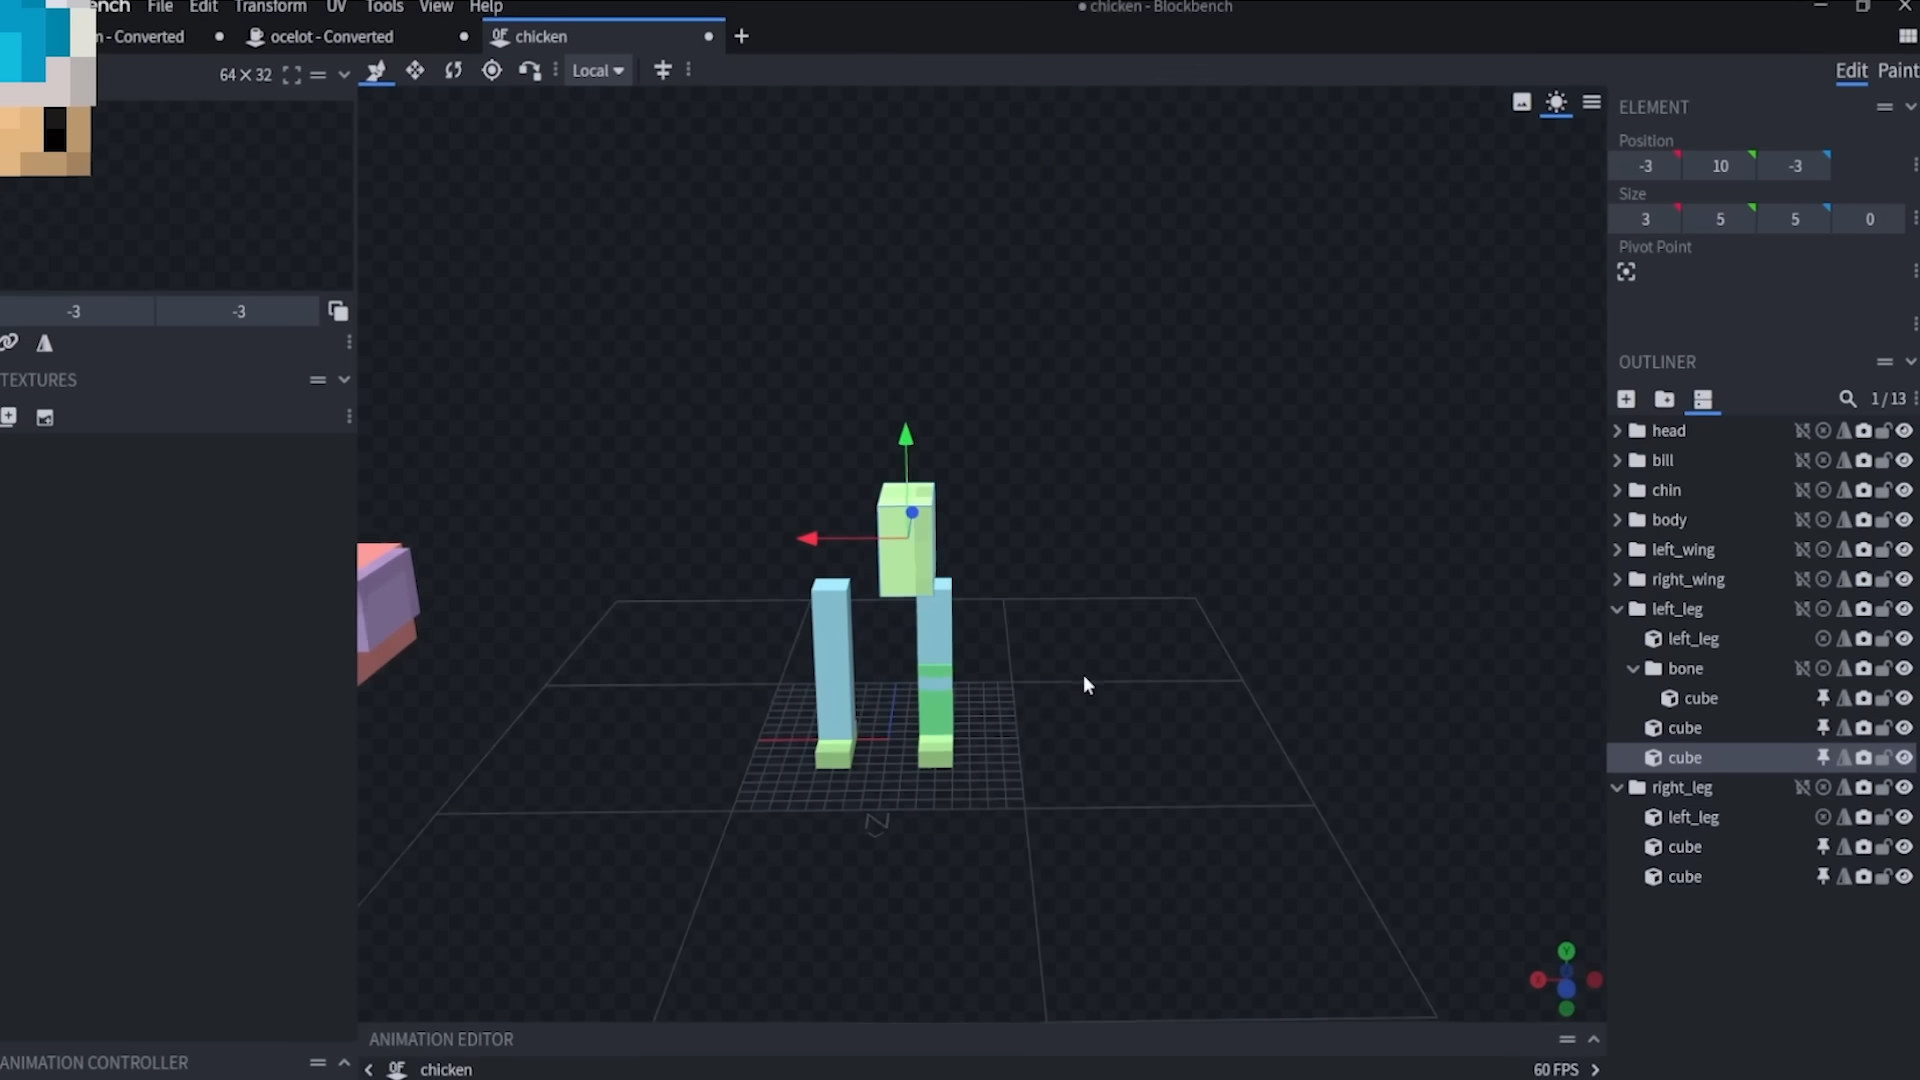 ench File Edit Transform UV Tools View Help
chicken - Blockbench
n - Converted
ocelot - Converted
chicken
64 × 32
Local
Edit Paint
ELEMENT
Position
-3 10 -3
Size
3 5 5 0
Pivot Point
-3 -3
TEXTURES
OUTLINER
1 / 13
head
bill
chin
body
left_wing
right_wing
left_leg
left_leg
bone
cube
cube
cube
right_leg
left_leg
cube
cube
Y
X
ANIMATION EDITOR
ANIMATION CONTROLLER
OF chicken
60 FPS